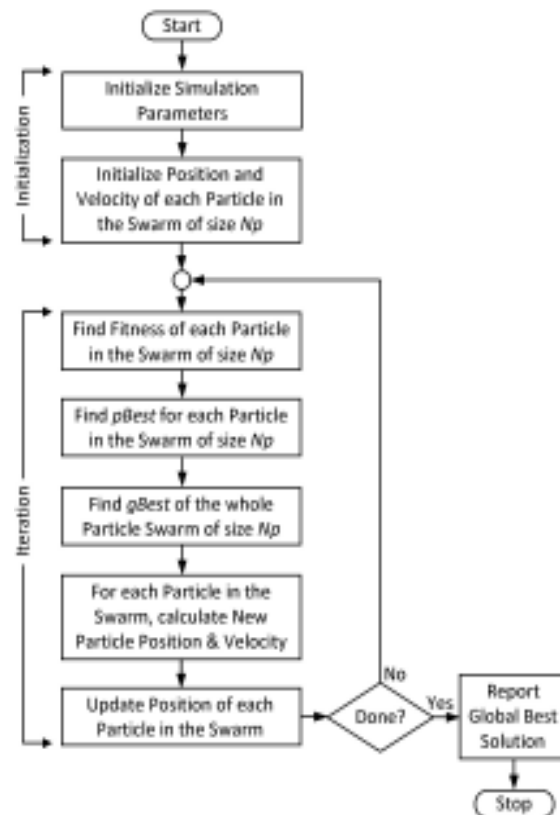 Start
Initialization
Initialize Simulation
Parameters
Initialize Position and
Velocity of each Particle in
the Swarm of size Np
Iteration
Find Fitness of each Particle
in the Swarm of size Np
Find pBest for each Particle
in the Swarm of size Np
Find gBest of the whole
Particle Swarm of size Np
For each Particle in the
Swarm, calculate New
Particle Position & Velocity
Update Position of each
Particle in the Swarm
Done?
No
Yes
Report
Global Best
Solution
Stop